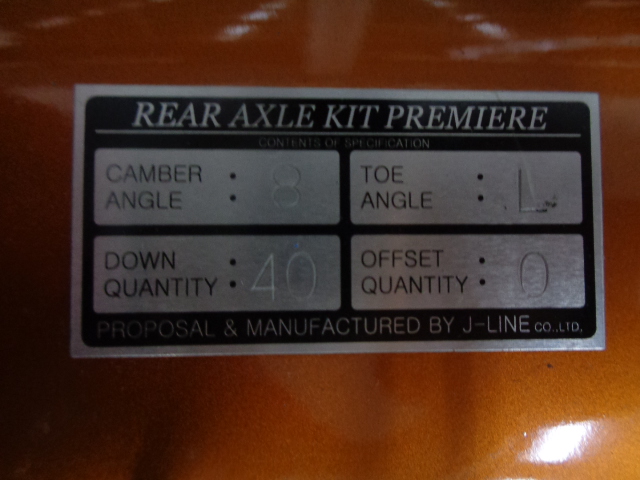 REAR AXLE KIT PREMIERE
CONTENTS OF SPECIFICATION
CAMBER ANGLE : 8
TOE ANGLE : L
DOWN QUANTITY : 40
OFFSET QUANTITY : 0
PROPOSAL & MANUFACTURED BY J-LINE CO.,LTD.